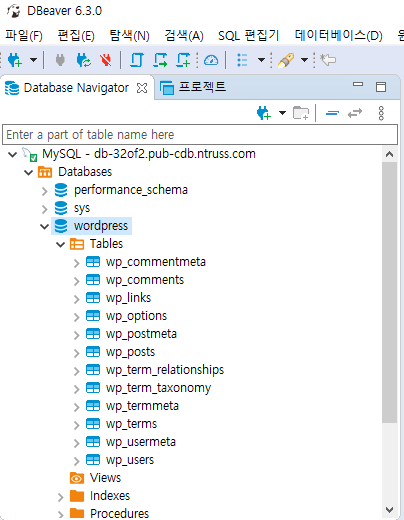 DBeaver 6.3.0
파일(F) 편집(E) 탐색(N) 검색(A) SQL 편집기 데이터베이스(D)
Database Navigator 프로젝트
Enter a part of table name here
MySQL - db-32of2.pub-cdb.ntruss.com
Databases
performance_schema
sys
wordpress
Tables
wp_commentmeta
wp_comments
wp_links
wp_options
wp_postmeta
wp_posts
wp_term_relationships
wp_term_taxonomy
wp_termmeta
wp_terms
wp_usermeta
wp_users
Views
Indexes
Procedures